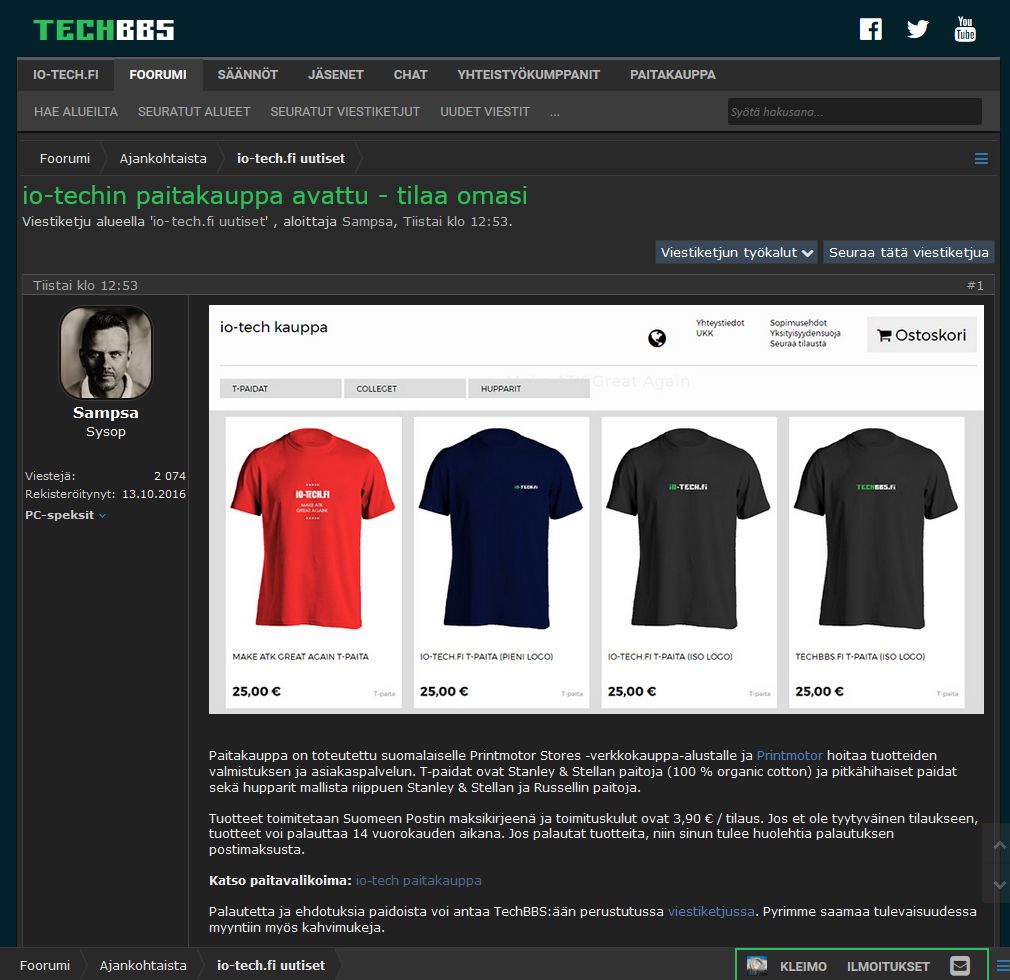 TECHBBS
You
Tube
IO-TECH.FI FOORUMI SÄÄNNÖT JÄSENET CHAT YHTEISTYÖKUMPPANIT PAITAKAUPPA
HAE ALUEILTA SEURATUT ALUEET SEURATUT VIESTIKETJUT UUDET VIESTIT ...
Syötä hakusana...
Foorumi Ajankohtaista io-tech.fi uutiset
io-techin paitakauppa avattu - tilaa omasi
Viestiketju alueella 'io-tech.fi uutiset' , aloittaja Sampsa, Tiistai klo 12:53.
Viestiketjun työkalut Seuraa tätä viestiketjua
Tiistai klo 12:53 #1
Sampsa
Sysop
Viestejä: 2 074
Rekisteröitynyt: 13.10.2016
PC-speksit
io-tech kauppa
Yhteystiedot
UKK
Sopimusehdot
Yksityisyydensuoja
Seuraa tilausta
Ostoskori
Make ATK Great Again
T-PAIDAT COLLEGET HUPPARIT
IO-TECH.FI
MAKE ATK
GREAT AGAIN!
IO-TECH.FI
IO-TECH.FI
TECHBBS.FI
MAKE ATK GREAT AGAIN T-PAITA IO-TECH.FI T-PAITA (PIENI LOGO) IO-TECH.FI T-PAITA (ISO LOGO) TECHBBS.FI T-PAITA (ISO LOGO)
25,00 € T-paita 25,00 € T-paita 25,00 € T-paita 25,00 € T-paita
Paitakauppa on toteutettu suomalaiselle Printmotor Stores -verkkokauppa-alustalle ja Printmotor hoitaa tuotteiden
valmistuksen ja asiakaspalvelun. T-paidat ovat Stanley & Stellan paitoja (100 % organic cotton) ja pitkähihaiset paidat
sekä hupparit mallista riippuen Stanley & Stellan ja Russellin paitoja.
Tuotteet toimitetaan Suomeen Postin maksikirjeenä ja toimituskulut ovat 3,90 € / tilaus. Jos et ole tyytyväinen tilaukseen,
tuotteet voi palauttaa 14 vuorokauden aikana. Jos palautat tuotteita, niin sinun tulee huolehtia palautuksen
postimaksusta.
Katso paitavalikoima: io-tech paitakauppa
Palautetta ja ehdotuksia paidoista voi antaa TechBBS:ään perustutussa viestiketjussa. Pyrimme saamaa tulevaisuudessa
myyntiin myös kahvimukeja.
Foorumi Ajankohtaista io-tech.fi uutiset
KLEIMO ILMOITUKSET